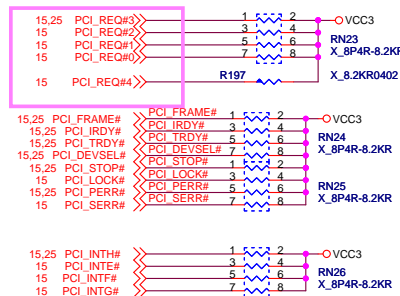 15,25 PCI_REQ#3 1 2 VCC3
15 PCI_REQ#2 3 4
15 PCI_REQ#1 5 6 RN23
15 PCI_REQ#0 7 8 X_8P4R-8.2KR
15 PCI_REQ#4 R197 X_8.2KR0402
15,25 PCI_FRAME# PCI_FRAME# 1 2 VCC3
15,25 PCI_IRDY# PCI_IRDY# 3 4
15,25 PCI_TRDY# PCI_TRDY# 5 6 RN24
15,25 PCI_DEVSEL# PCI_DEVSEL# 7 8 X_8P4R-8.2KR
15,25 PCI_STOP# PCI_STOP# 1 2
15 PCI_LOCK# PCI_LOCK# 3 4
15,25 PCI_PERR# PCI_PERR# 5 6 RN25
15 PCI_SERR# PCI_SERR# 7 8 X_8P4R-8.2KR
15,25 PCI_INTH# 1 2 VCC3
15 PCI_INTE# 3 4
15 PCI_INTF# 5 6 RN26
15 PCI_INTG# 7 8 X_8P4R-8.2KR